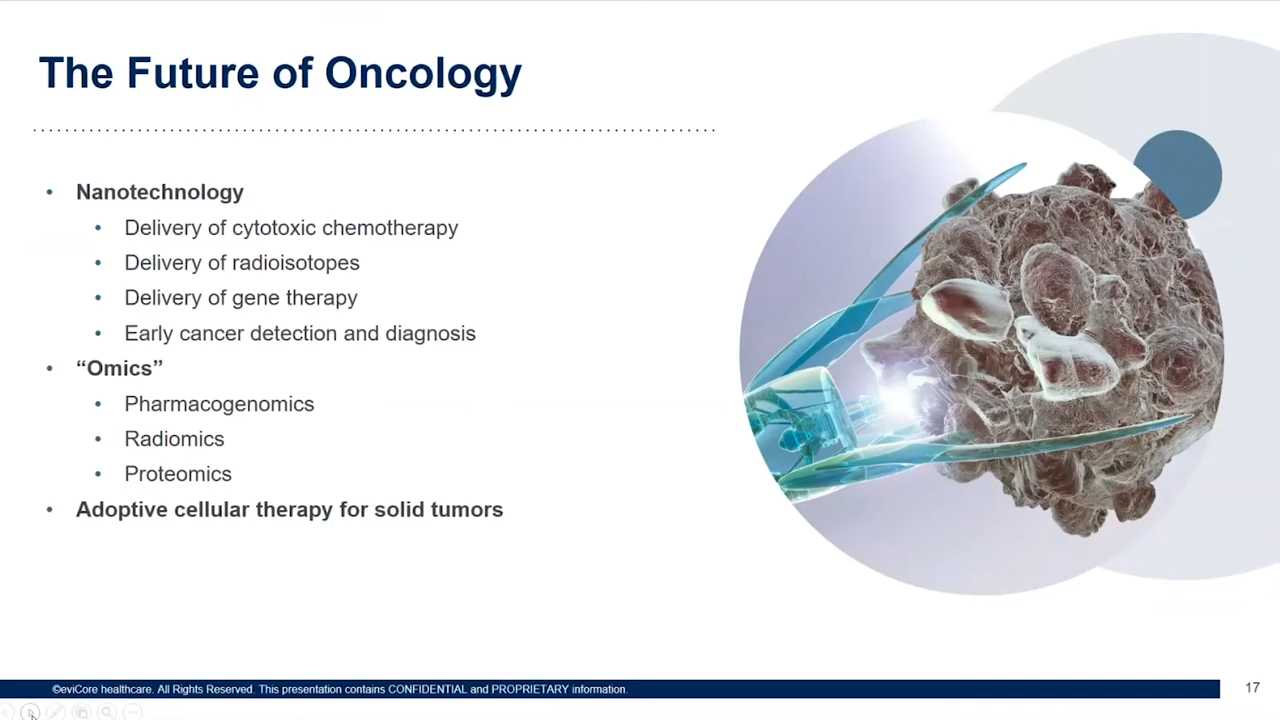 The Future of Oncology
• Nanotechnology
• Delivery of cytotoxic chemotherapy
• Delivery of radioisotopes
• Delivery of gene therapy
• Early cancer detection and diagnosis
• “Omics”
• Pharmacogenomics
• Radiomics
• Proteomics
• Adoptive cellular therapy for solid tumors
©eviCore healthcare. All Rights Reserved. This presentation contains CONFIDENTIAL and PROPRIETARY information.
17